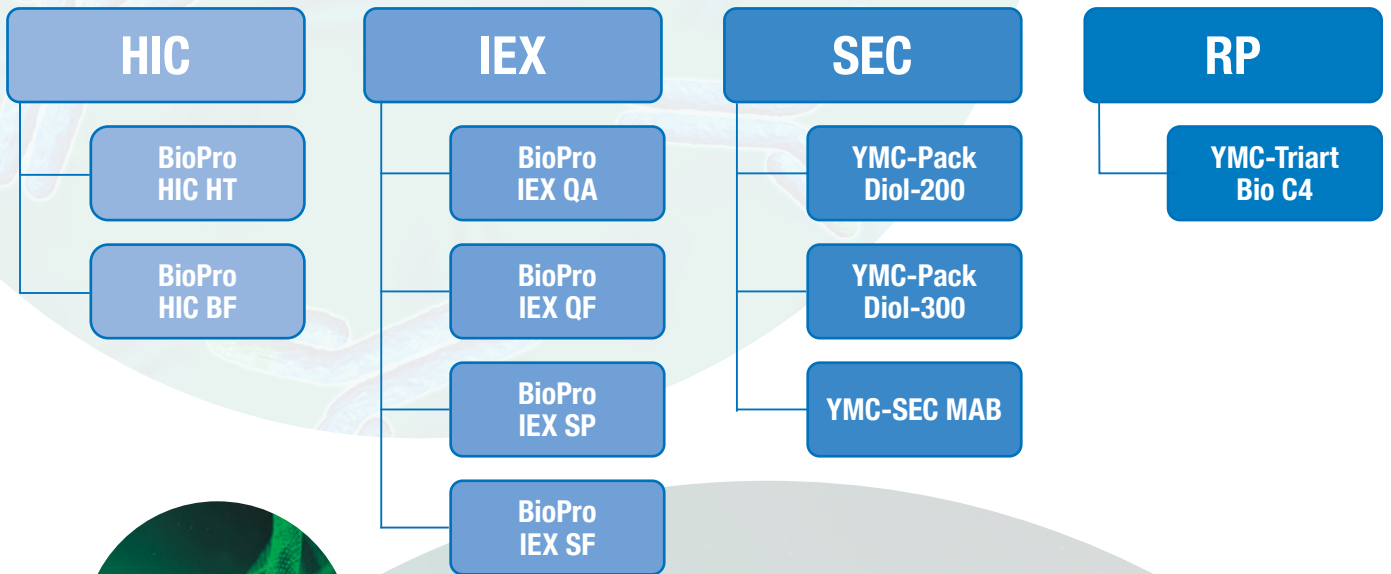 HIC
BioPro
HIC HT
BioPro
HIC BF
IEX
BioPro
IEX QA
BioPro
IEX QF
BioPro
IEX SP
BioPro
IEX SF
SEC
YMC-Pack
Diol-200
YMC-Pack
Diol-300
YMC-SEC MAB
RP
YMC-Triart
Bio C4